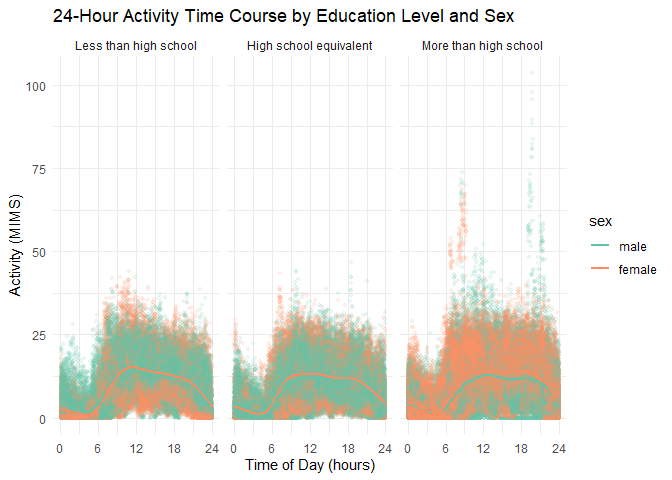 24-Hour Activity Time Course by Education Level and Sex
Less than high school
High school equivalent
More than high school
100
75
50
25
0
Activity (MIMS)
0 6 12 18 24
0 6 12 18 24
0 6 12 18 24
Time of Day (hours)
sex
male
female